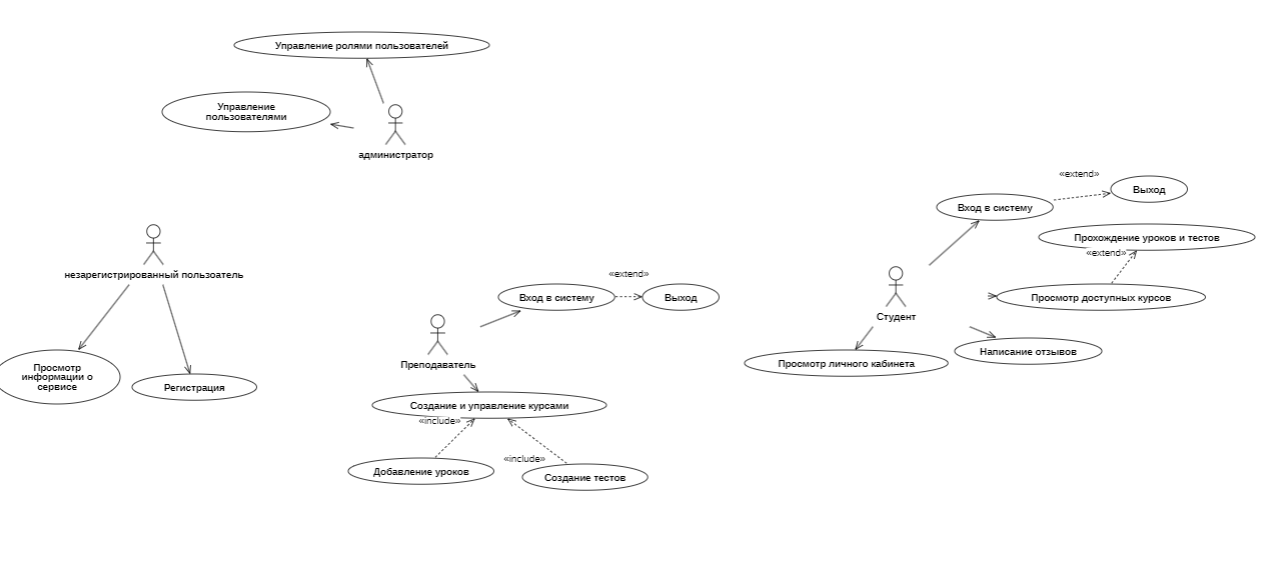 Управление ролями пользователей
Управление
пользователями
администратор
незарегистрированный пользоатель
Просмотр
информации о
сервисе
Регистрация
«extend»
Вход в систему
Выход
Преподаватель
Создание и управление курсами
«include»
«include»
Добавление уроков
Создание тестов
«extend»
Выход
Вход в систему
Прохождение уроков и тестов
«extend»
Просмотр доступных курсов
Студент
Написание отзывов
Просмотр личного кабинета